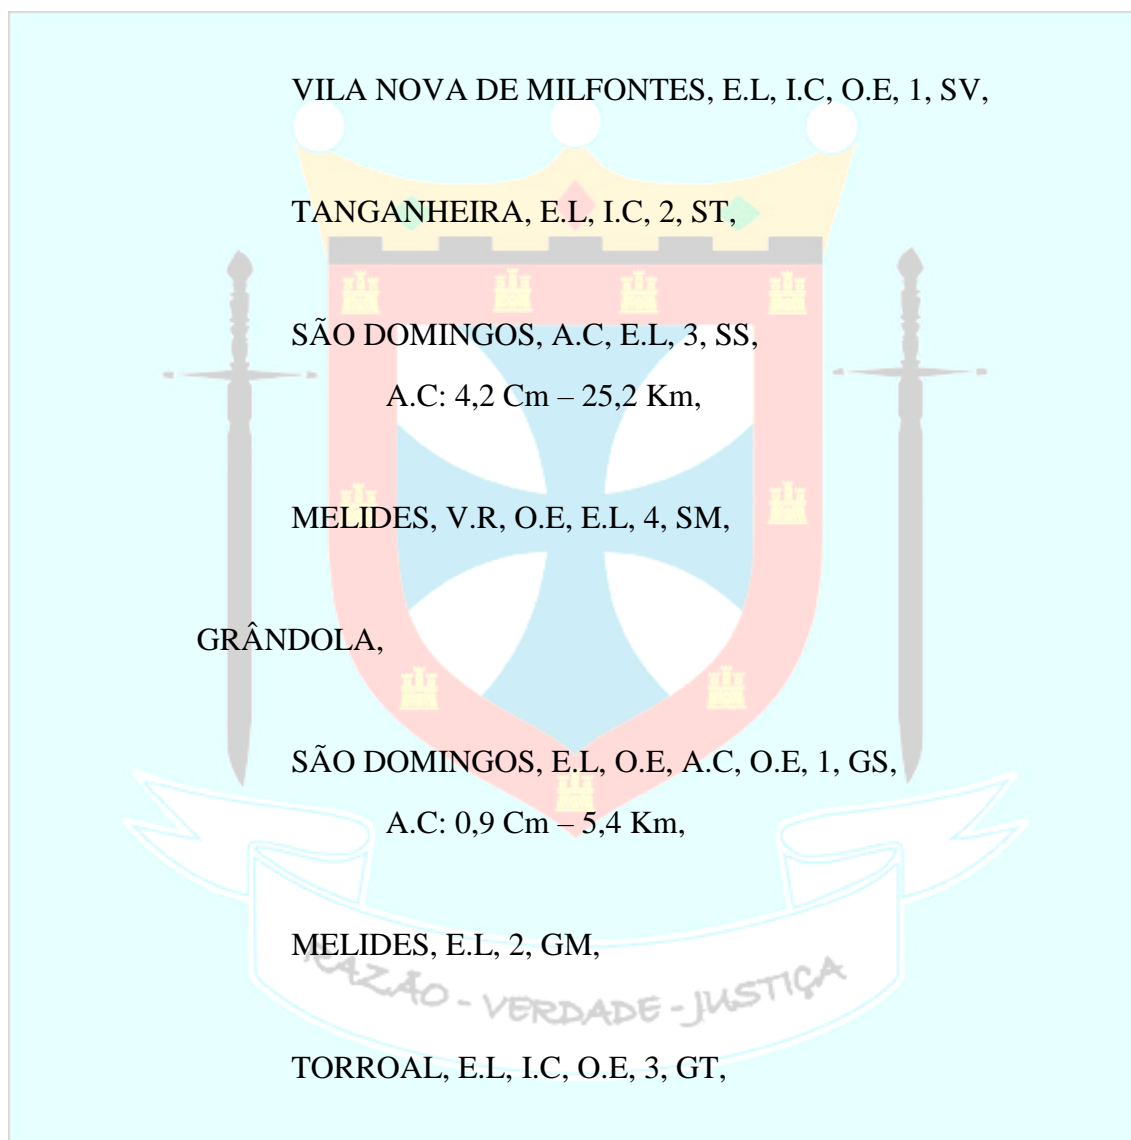 VILA NOVA DE MILFONTES, E.L, I.C, O.E, 1, SV,
TANGANHEIRA, E.L, I.C, 2, ST,
SÃO DOMINGOS, A.C, E.L, 3, SS,
A.C: 4,2 Cm – 25,2 Km,
MELIDES, V.R, O.E, E.L, 4, SM,
GRÂNDOLA,
SÃO DOMINGOS, E.L, O.E, A.C, O.E, 1, GS,
A.C: 0,9 Cm – 5,4 Km,
MELIDES, E.L, 2, GM,
RAZÃO - VERDADE - JUSTIÇA
TORROAL, E.L, I.C, O.E, 3, GT,